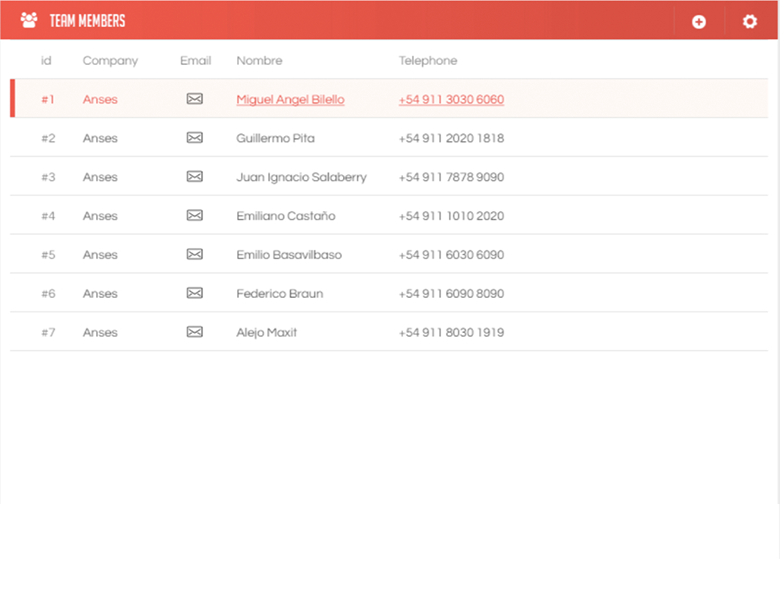 TEAM MEMBERS
id Company Email Nombre Telephone
#1 Anses Miguel Angel Bilello +54 911 3030 6060
#2 Anses Guillermo Pita +54 911 2020 1818
#3 Anses Juan Ignacio Salaberry +54 911 7878 9090
#4 Anses Emiliano Castaño +54 911 1010 2020
#5 Anses Emilio Basavilbaso +54 911 6030 6090
#6 Anses Federico Braun +54 911 6090 8090
#7 Anses Alejo Maxit +54 911 8030 1919